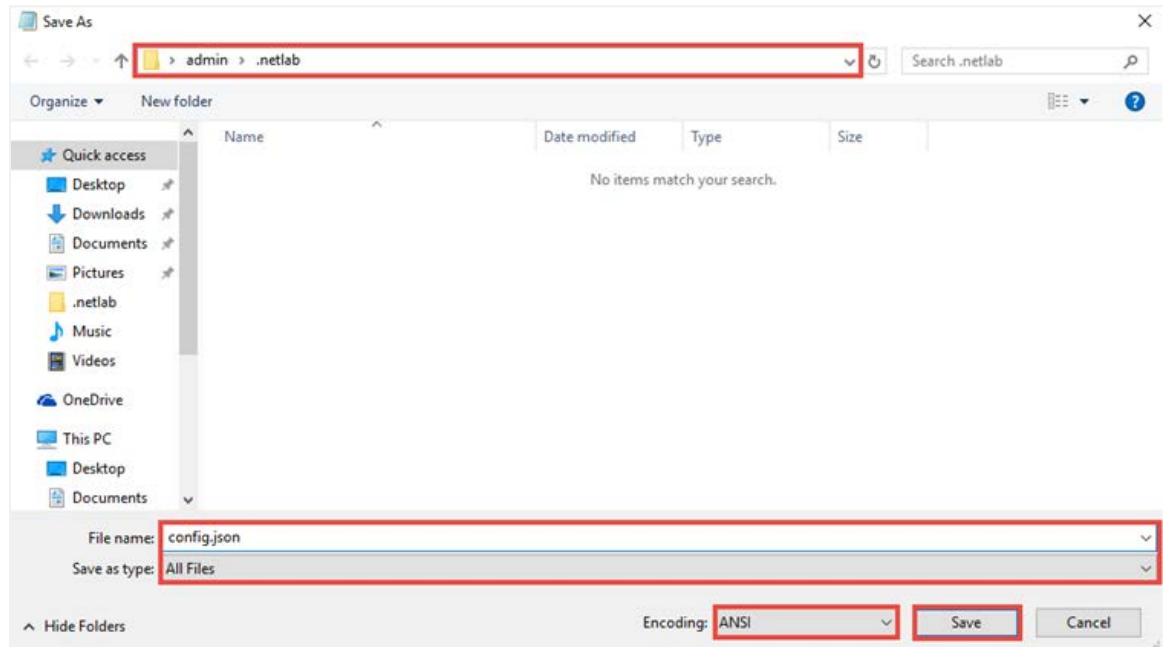 Save As
admin > .netlab
Search .netlab
Organize
New folder
Name
Date modified
Type
Size
No items match your search.
Quick access
Desktop
Downloads
Documents
Pictures
.netlab
Music
Videos
OneDrive
This PC
Desktop
Documents
File name: config.json
Save as type: All Files
Hide Folders
Encoding: ANSI
Save
Cancel